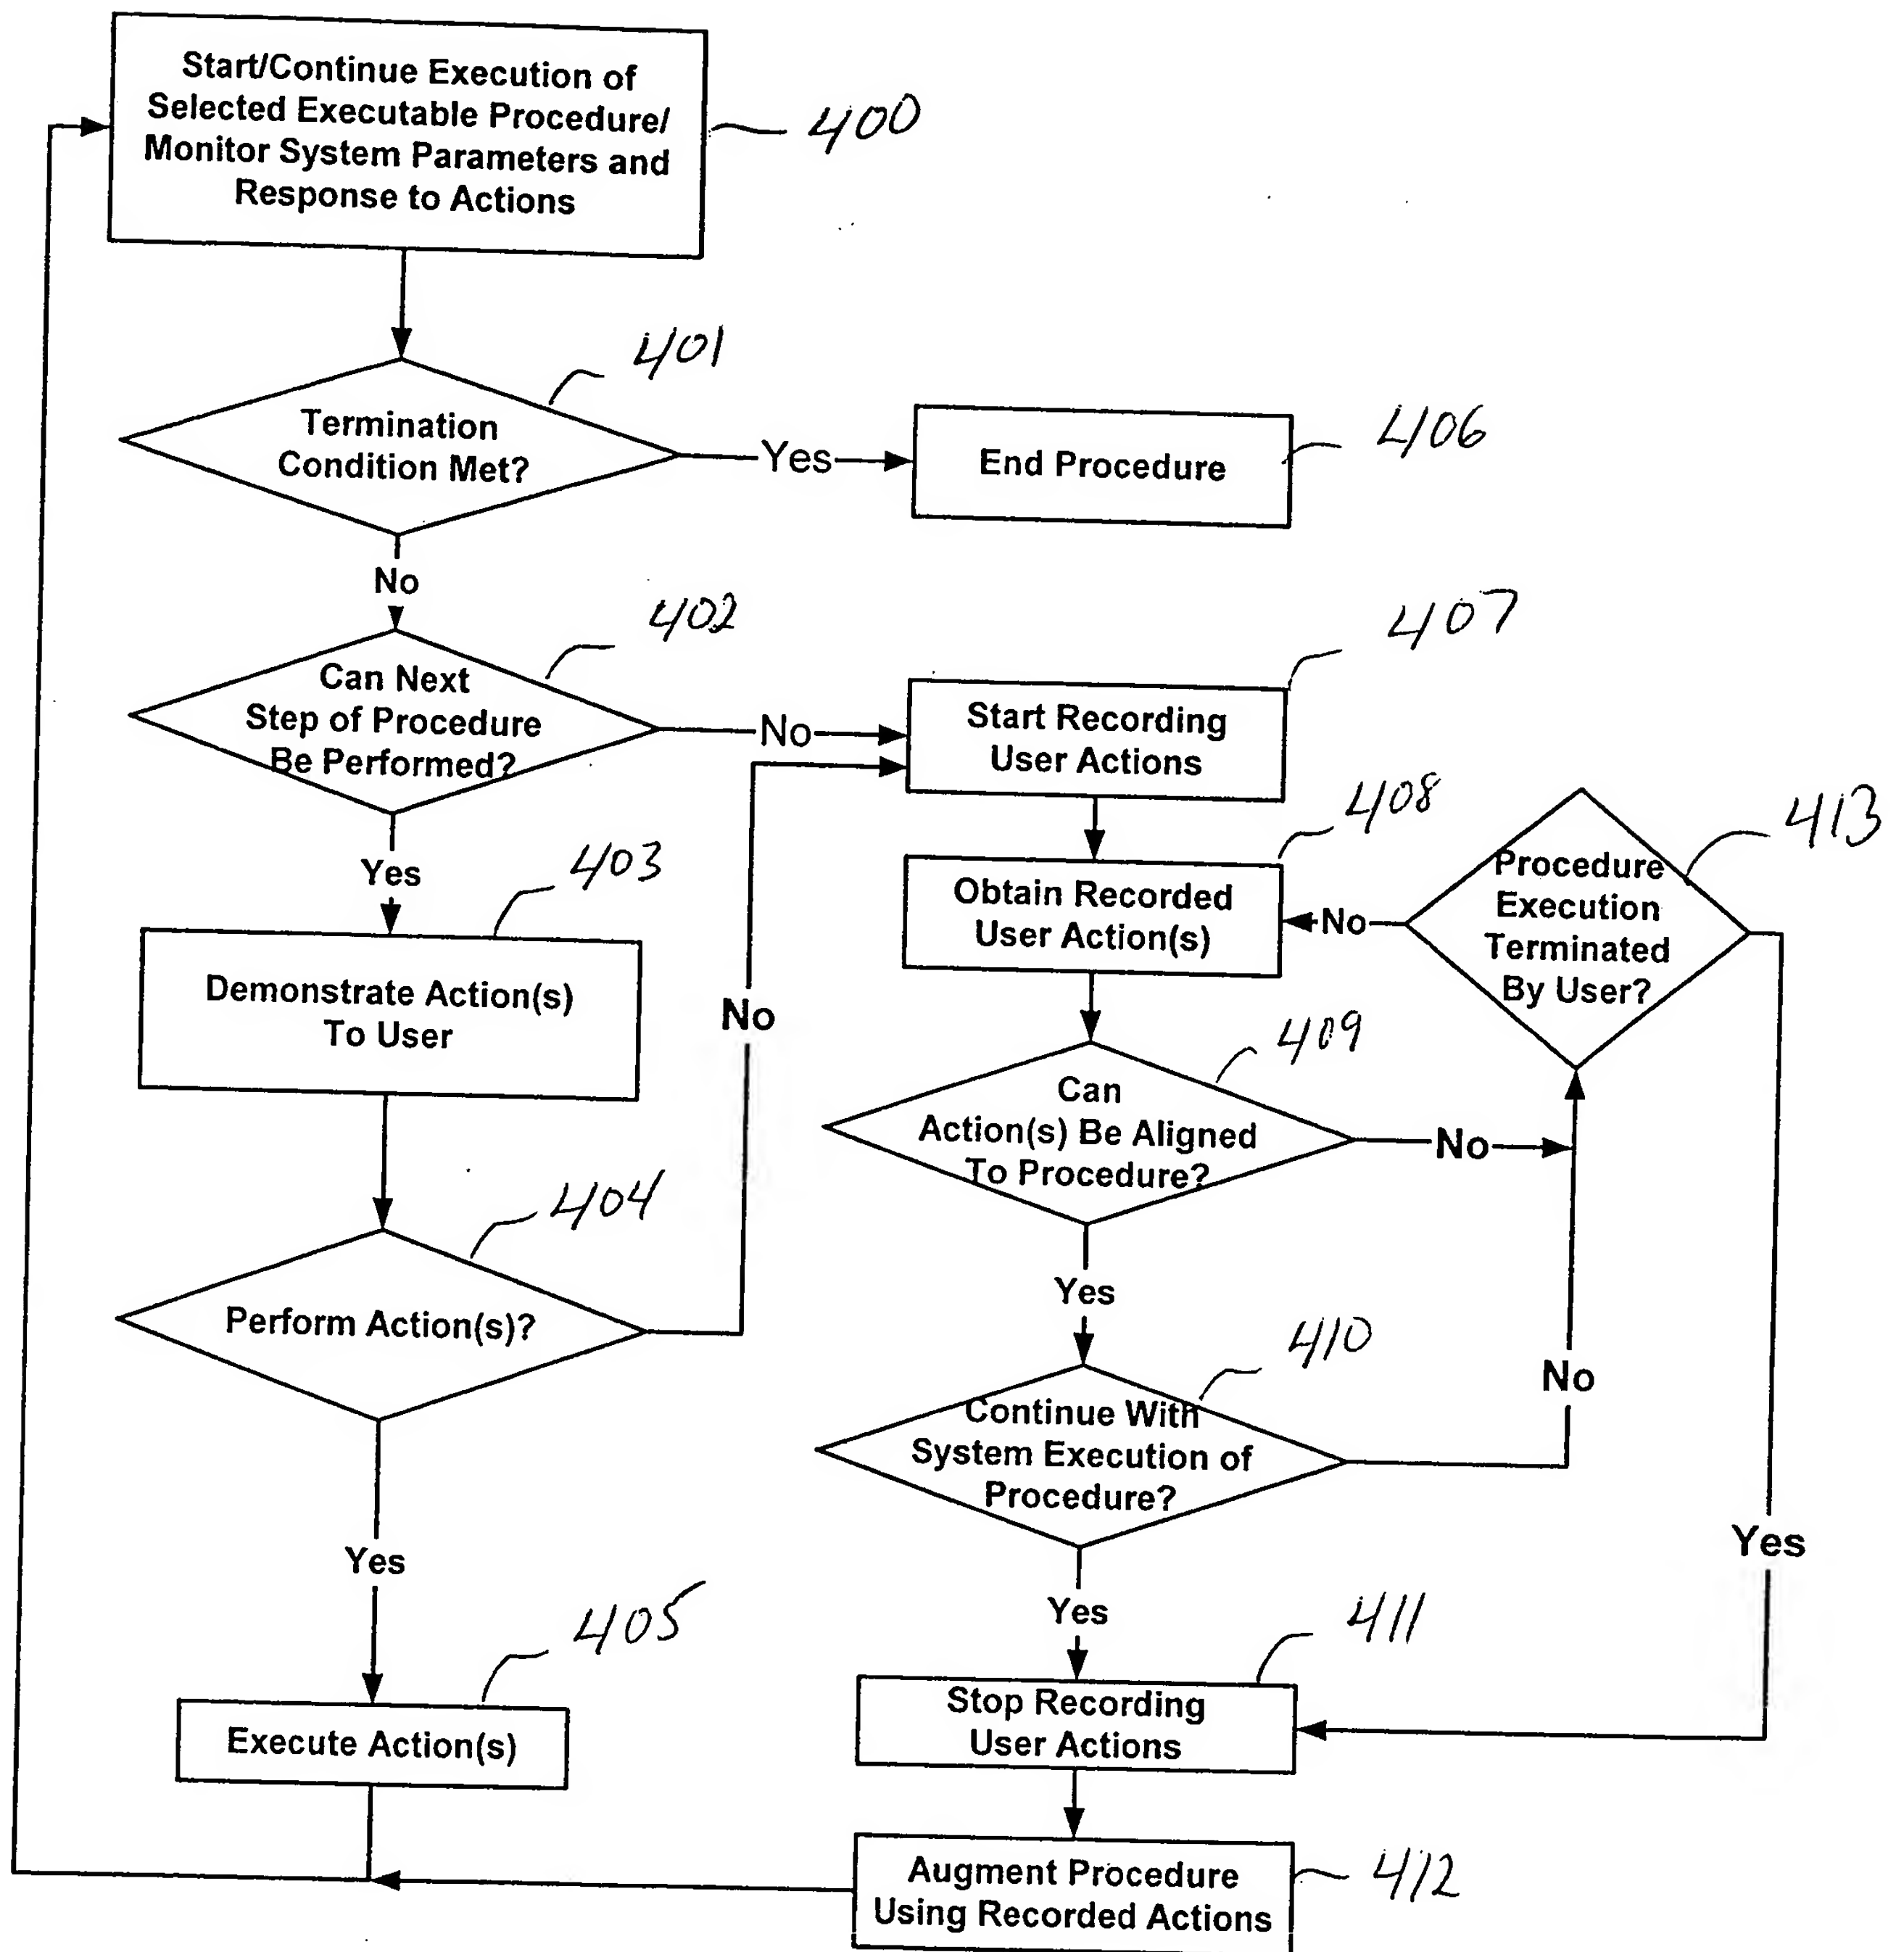 Start/Continue Execution of
Selected Executable Procedure/
Monitor System Parameters and
Response to Actions
400
401
Termination
Condition Met?
Yes
End Procedure
406
No
402
Can Next
Step of Procedure
Be Performed?
No
Start Recording
User Actions
407
Yes
403
Demonstrate Action(s)
To User
No
408
Obtain Recorded
User Action(s)
No
Procedure
Execution
Terminated
By User?
413
409
Can
Action(s) Be Aligned
To Procedure?
No
404
Perform Action(s)?
Yes
410
Continue With
System Execution of
Procedure?
No
Yes
Yes
405
Execute Action(s)
Yes
411
Stop Recording
User Actions
Augment Procedure
Using Recorded Actions
412